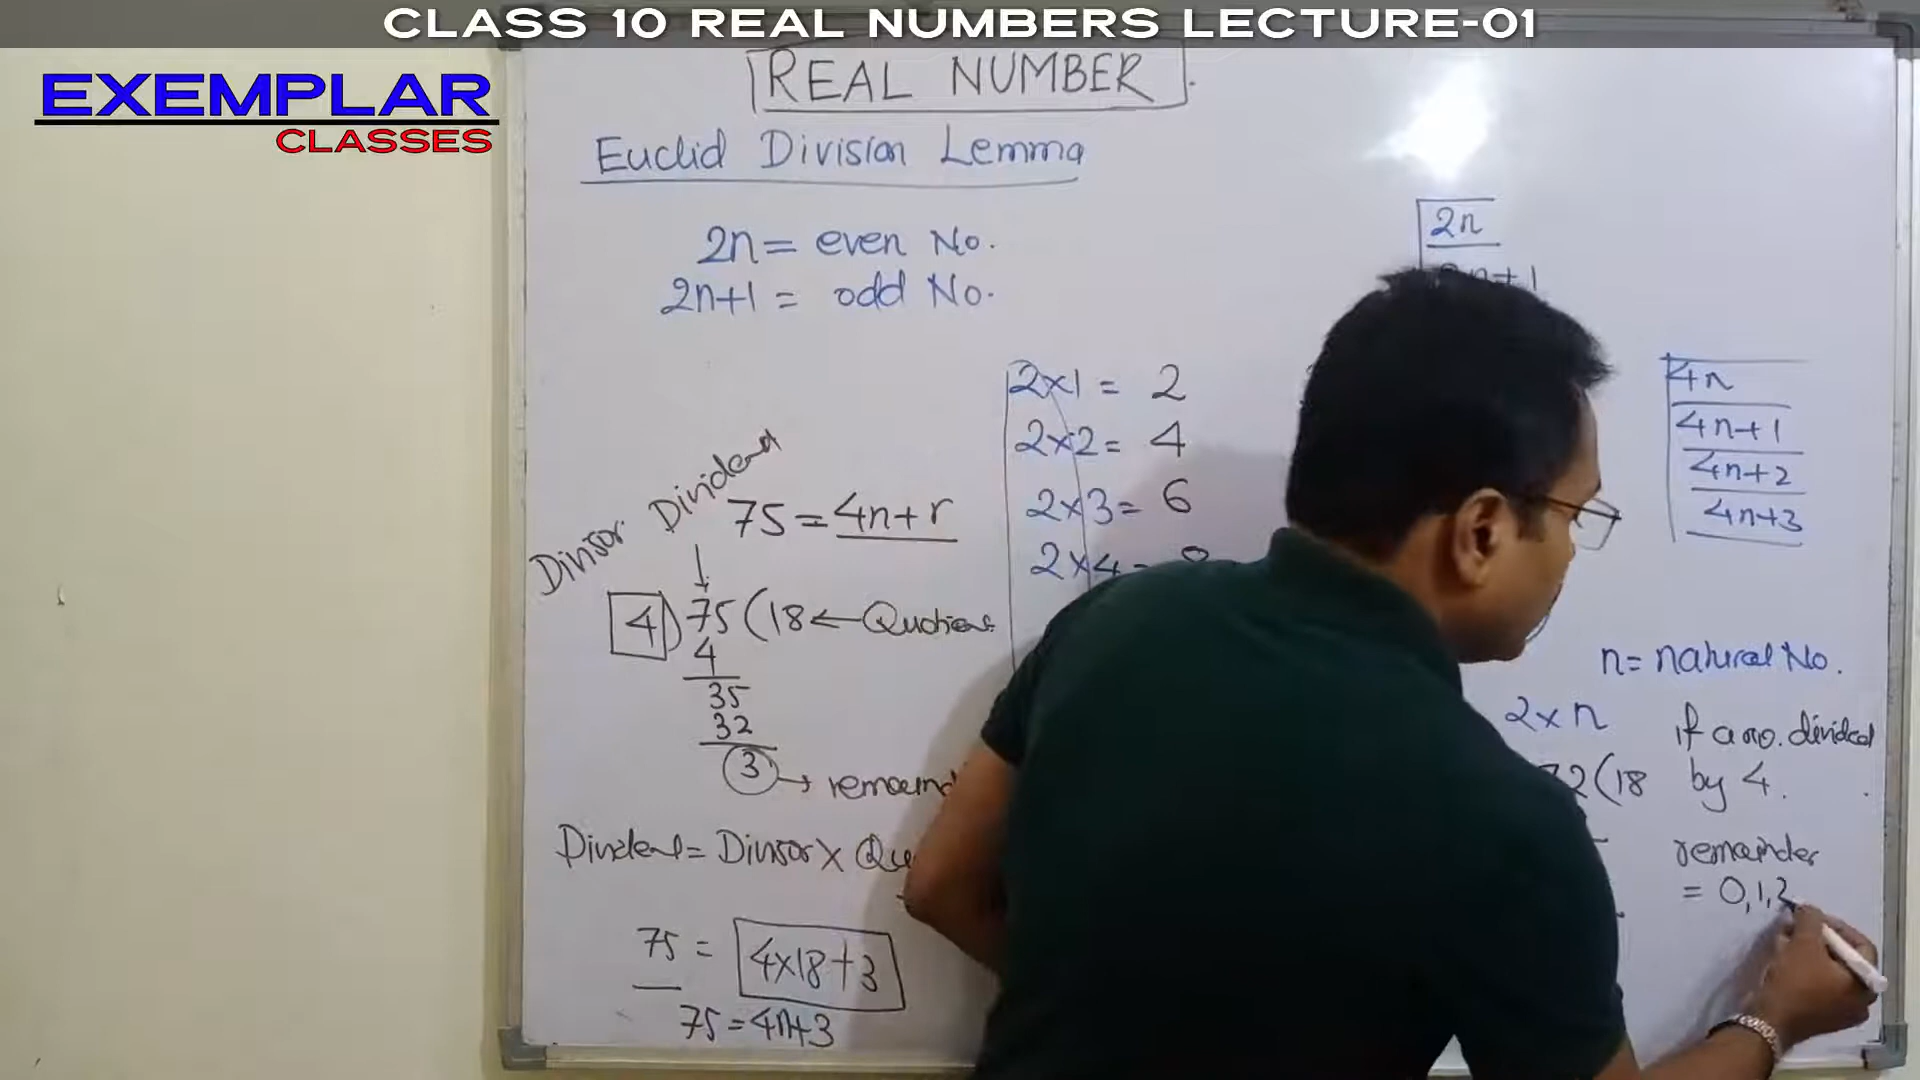 CLASS 10 REAL NUMBERS LECTURE-01
EXEMPLAR
CLASSES
REAL NUMBER.
Euclid Division Lemma
2n = even No.
2n+1 = odd No.
2n
2n+1
2×1 = 2
2×2 = 4
2×3 = 6
2×4 = 8
4n
4n+1
4n+2
4n+3
Divisor. Dividend
75 = 4n + r
4) 75 (18 ← Quotient
4
35
32
3 → remaind
Dividend = Divisor × Qu
75 = 4×18+3
75 = 4n+3
n = natural No.
2×n
72 (18
if a no. divided
by 4.
remainder
= 0,1,2